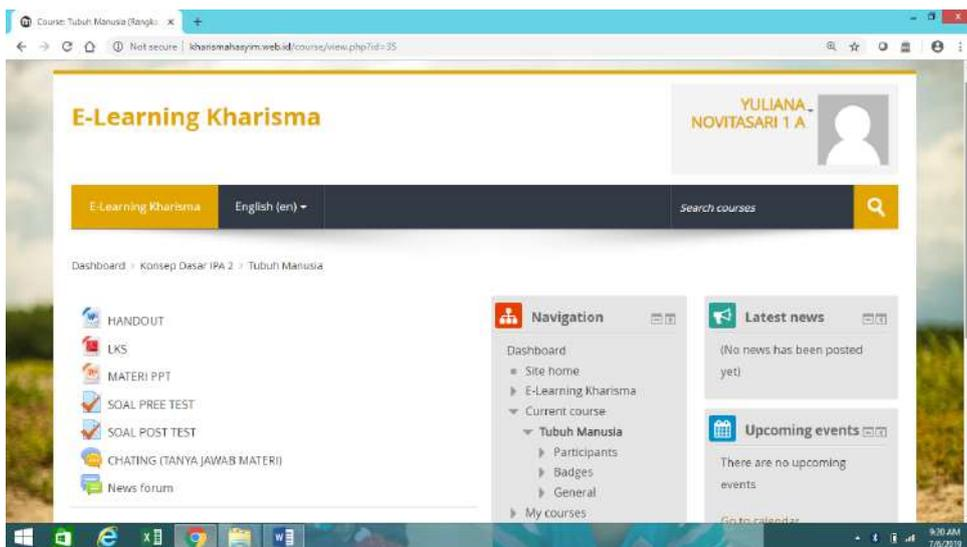 Course: Tubuh Manusia (Rangka
Not secure | kharismahasyim.web.id/course/view.php?id=35
E-Learning Kharisma
YULIANA
NOVITASARI 1 A
E-Learning Kharisma
English (en)
Search courses
Dashboard > Konsep Dasar IPA 2 > Tubuh Manusia
HANDOUT
LKS
MATERI PPT
SOAL PREE TEST
SOAL POST TEST
CHATING (TANYA JAWAB MATERI)
News forum
Navigation
Dashboard
Site home
E-Learning Kharisma
Current course
Tubuh Manusia
Participants
Badges
General
My courses
Latest news
(No news has been posted
yet)
Upcoming events
There are no upcoming
events
Go to calendar
9:20 AM
7/6/2019